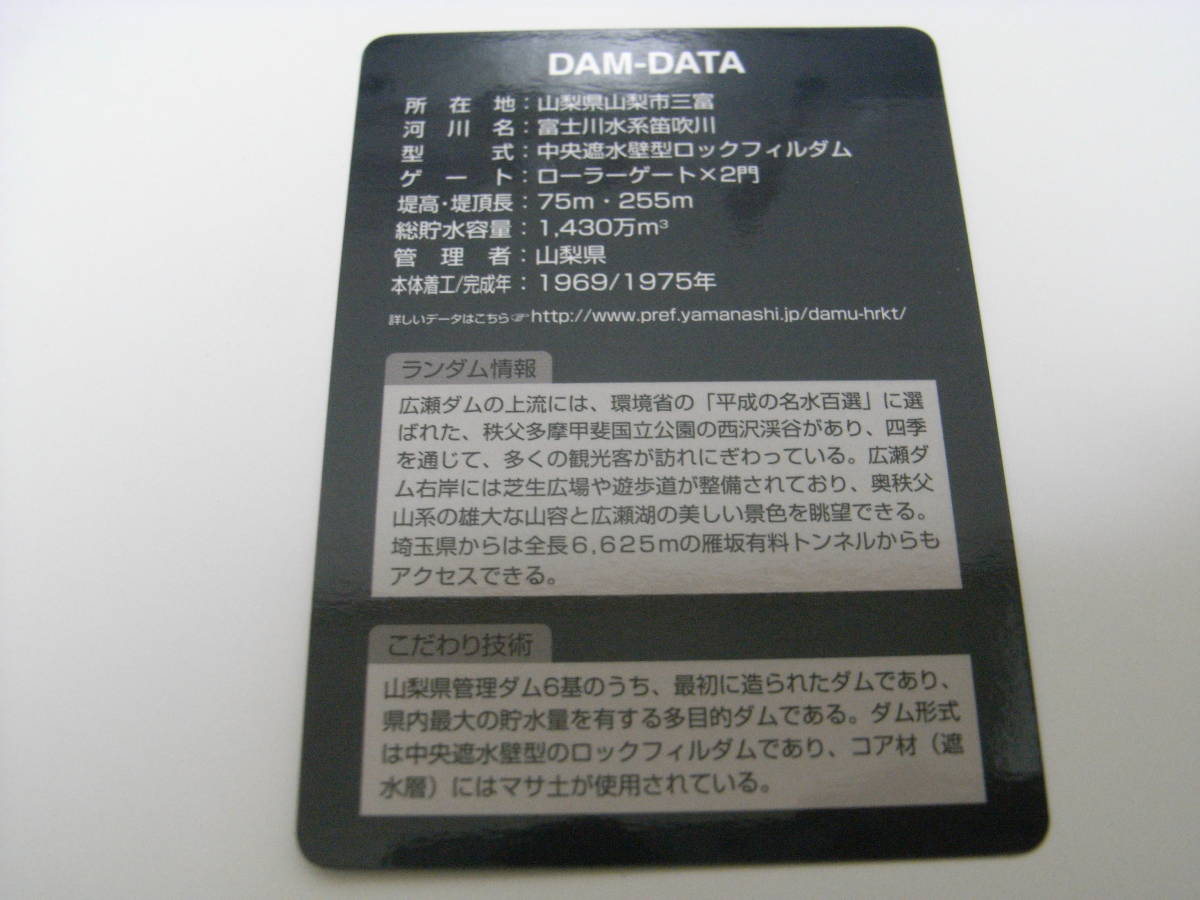 DAM-DATA
所在地：山梨県山梨市三富
河川名：富士川水系笛吹川
型式：中央遮水壁型ロックフィルダム
ゲート：ローラーゲート×2門
堤高・堤頂長：75m・255m
総貯水容量：1,430万m³
管理者：山梨県
本体着工/完成年：1969/1975年
詳しいデータはこちら☞http://www.pref.yamanashi.jp/damu-hrkt/
ランダム情報
広瀬ダムの上流には、環境省の「平成の名水百選」に選
ばれた、秩父多摩甲斐国立公園の西沢渓谷があり、四季
を通じて、多くの観光客が訪れにぎわっている。広瀬ダ
ム右岸には芝生広場や遊歩道が整備されており、奥秩父
山系の雄大な山容と広瀬湖の美しい景色を眺望できる。
埼玉県からは全長6,625mの雁坂有料トンネルからも
アクセスできる。
こだわり技術
山梨県管理ダム6基のうち、最初に造られたダムであり、
県内最大の貯水量を有する多目的ダムである。ダム形式
は中央遮水壁型のロックフィルダムであり、コア材（遮
水層）にはマサ土が使用されている。